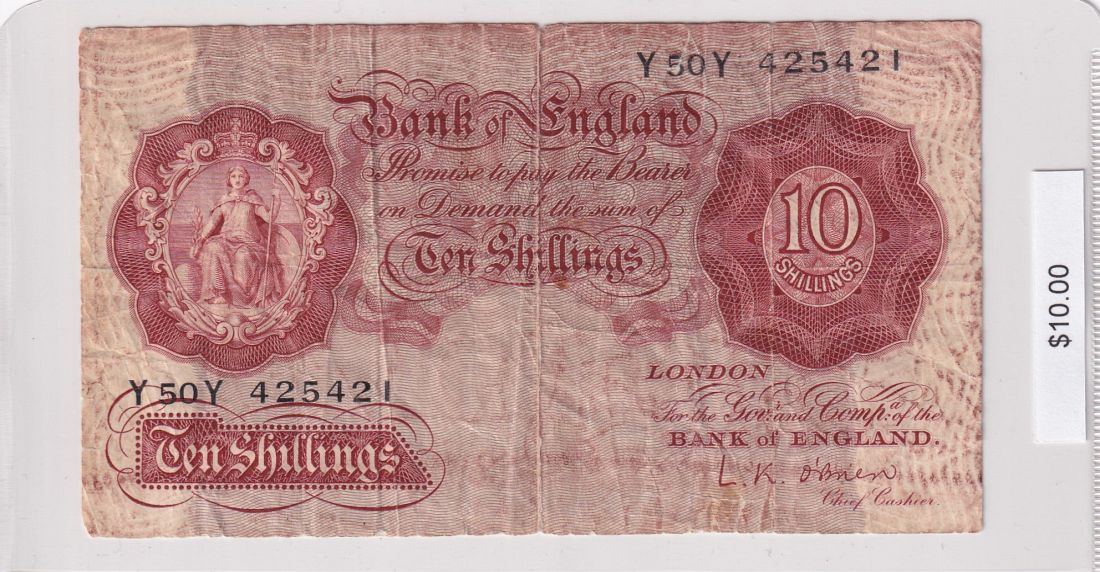 Y50Y 425421
Bank of England
Promise to pay the Bearer
on Demand the sum of
Ten Shillings
10
SHILLINGS
Y50Y 425421
Ten Shillings
LONDON
For the Gov.r and Comp.a of the
BANK of ENGLAND.
L. K. O'Brien
Chief Cashier.
$10.00